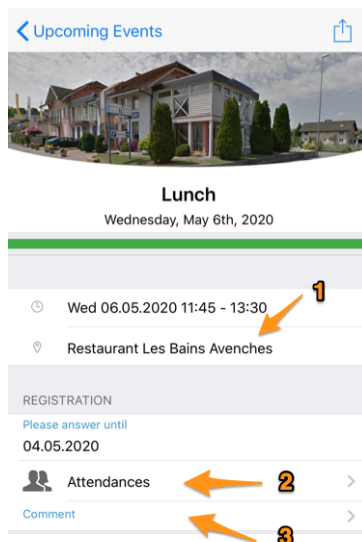 Upcoming Events
Lunch
Wednesday, May 6th, 2020
1
Wed 06.05.2020 11:45 - 13:30
Restaurant Les Bains Avenches
REGISTRATION
Please answer until
04.05.2020
Attendances
2
Comment
3